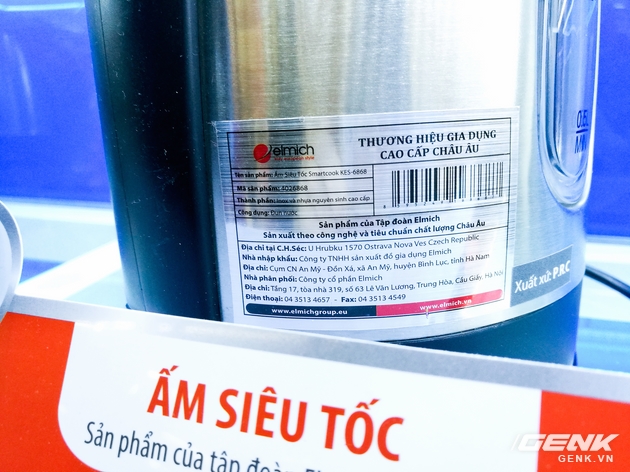 elmich
THƯƠNG HIỆU GIA DỤNG
CAO CẤP CHÂU ÂU
Tên sản phẩm: Ấm Siêu Tốc Smartcook KES-6868
Mã sản phẩm: 4026868
Thành phần: Inox và nhựa nguyên sinh cao cấp
Công dụng: Đun nước
Sản phẩm của Tập đoàn Elmich
Sản xuất theo công nghệ và tiêu chuẩn chất lượng Châu Âu
Địa chỉ tại C.H.Séc: U Hrubku 1570 Ostrava Nova Ves Czech Republic
Nhà nhập khẩu: Công ty TNHH sản xuất đồ gia dụng Elmich
Địa chỉ: Cụm CN An Mỹ - Đồn Xá, xã An Mỹ, huyện Bình Lục, tỉnh Hà Nam
Nhà phân phối: Công ty cổ phần Elmich
Địa chỉ: Tầng 17, tòa nhà 319, số 63 Lê Văn Lương, Trung Hòa, Cầu Giấy, Hà Nội
Điện thoại: 04 3513 4657 - Fax: 04 3513 4549
www.elmichgroup.eu www.elmich.vn
Xuất xứ: P.R.C
0.5L
MIN
ẤM SIÊU TỐC
Sản phẩm của tập đoàn
GENK
GENK.VN